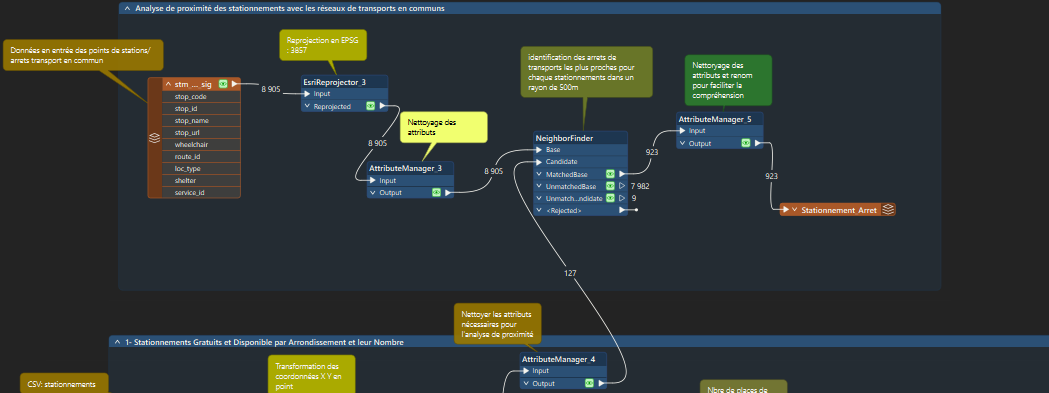 Analyse de proximité des stationnements avec les réseaux de transports en communs
Données en entrée des points de stations/
arrets transport en commun
stm ..._sig
stop_code
stop_id
stop_name
stop_url
wheelchair
route_id
loc_type
shelter
service_id
8 905
Reprojection en EPSG
: 3857
EsriReprojector_3
Input
Reprojected
8 905
Nettoyage des
attributs
AttributeManager_3
Input
Output
8 905
identification des arrets de
transports les plus proches pour
chaque stationnements dans un
rayon de 500m
NeighborFinder
Base
Candidate
MatchedBase
UnmatchedBase
7 982
Unmatch...ndidate
9
<Rejected>
923
Nettoryage des
attributs et renom
pour faciliter la
compréhension
AttributeManager_5
Input
Output
923
Stationnement_Arret
127
Nettoyer les attributs
nécessaires pour
l'analyse de proximité
1- Stationnements Gratuits et Disponible par Arrondissement et leur Nombre
AttributeManager_4
Input
Output
CSV: stationnements
Transformation des
coordonnées X Y en
point
Nbre de places de